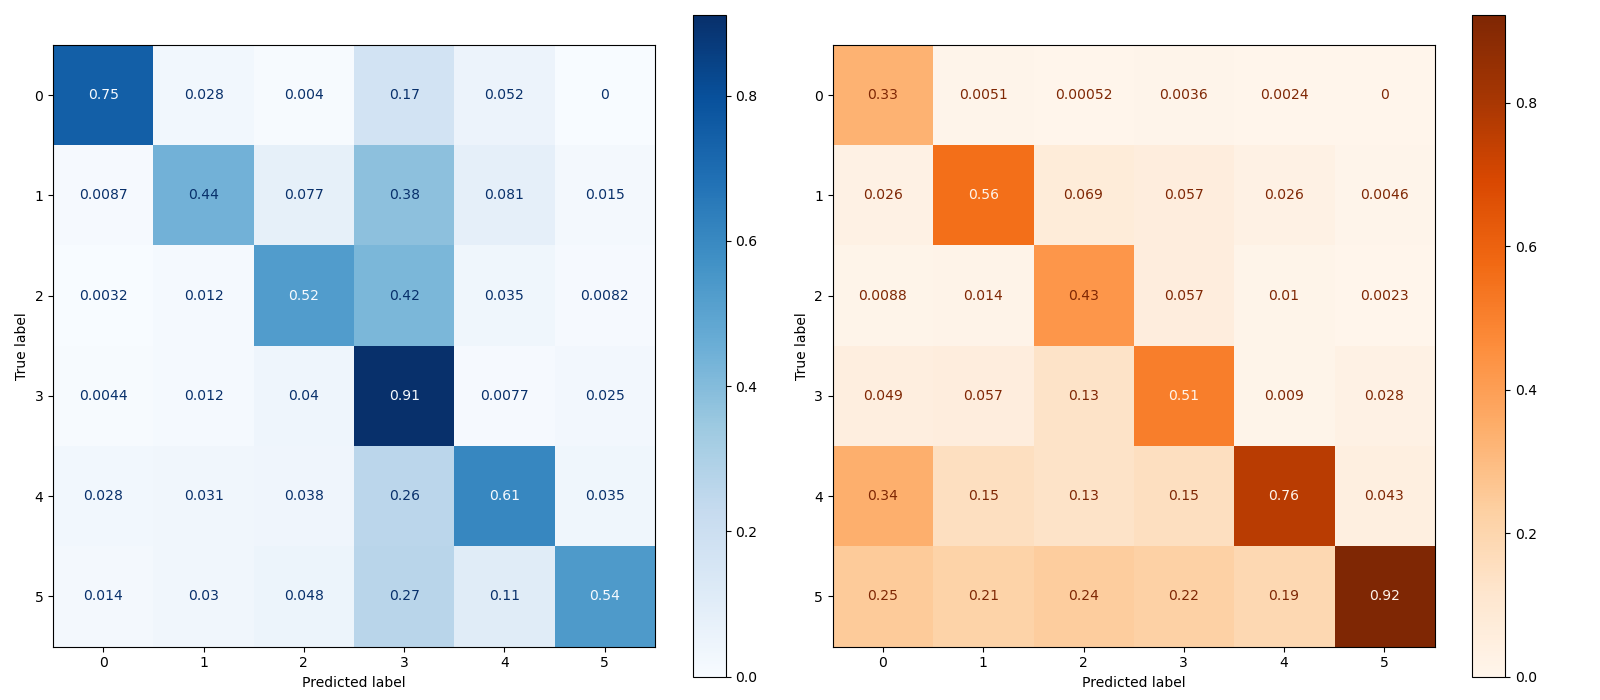 0 0.75 0.028 0.004 0.17 0.052 0
1 0.0087 0.44 0.077 0.38 0.081 0.015
2 0.0032 0.012 0.52 0.42 0.035 0.0082
3 0.0044 0.012 0.04 0.91 0.0077 0.025
4 0.028 0.031 0.038 0.26 0.61 0.035
5 0.014 0.03 0.048 0.27 0.11 0.54
0 1 2 3 4 5
True label
Predicted label
0.8
0.6
0.4
0.2
0.0
0 0.33 0.0051 0.00052 0.0036 0.0024 0
1 0.026 0.56 0.069 0.057 0.026 0.0046
2 0.0088 0.014 0.43 0.057 0.01 0.0023
3 0.049 0.057 0.13 0.51 0.009 0.028
4 0.34 0.15 0.13 0.15 0.76 0.043
5 0.25 0.21 0.24 0.22 0.19 0.92
0 1 2 3 4 5
True label
Predicted label
0.8
0.6
0.4
0.2
0.0